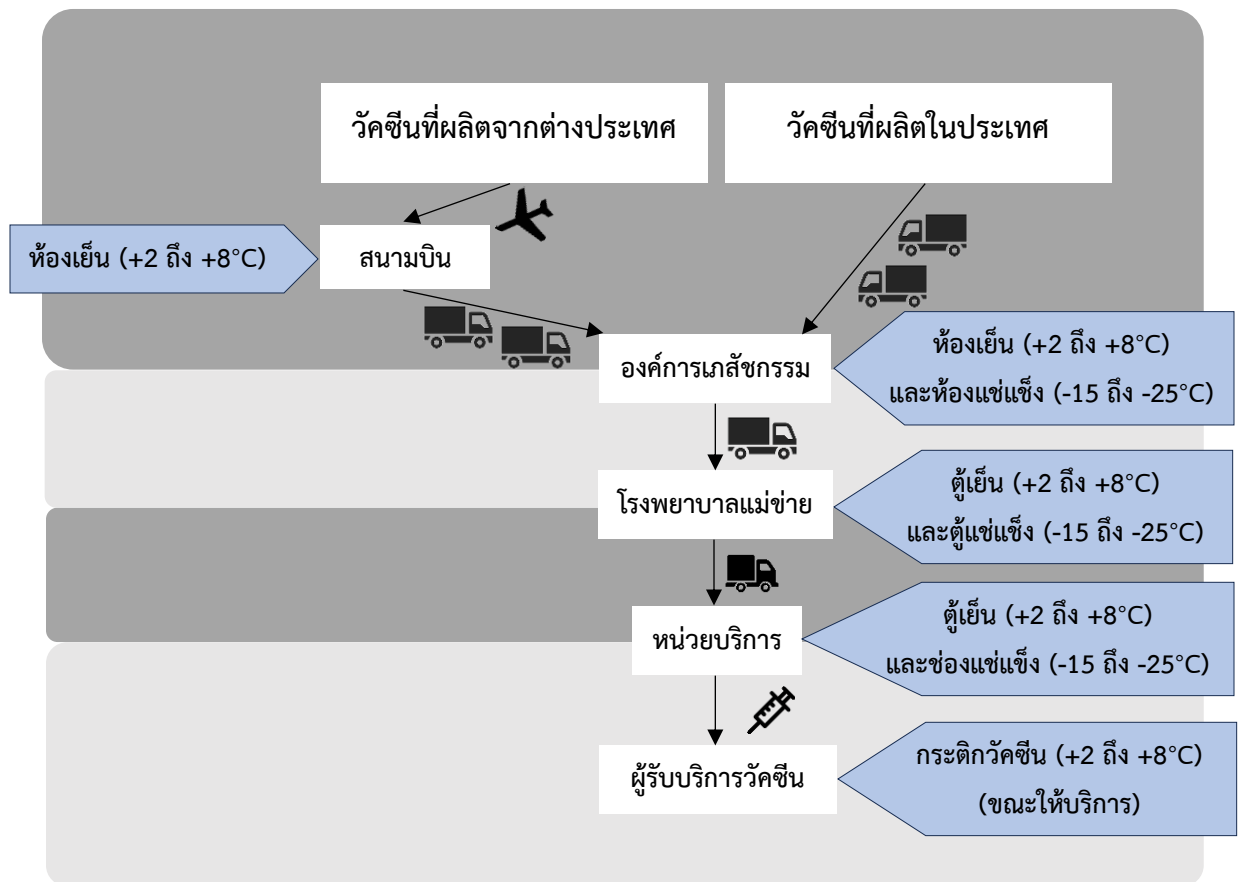 วัคซีนที่ผลิตจากต่างประเทศ
วัคซีนที่ผลิตในประเทศ
ห้องเย็น (+2 ถึง +8°C)
สนามบิน
องค์การเภสัชกรรม
ห้องเย็น (+2 ถึง +8°C)
และห้องแช่แช็ง (-15 ถึง -25°C)
โรงพยาบาลแม่ข่าย
ตู้เย็น (+2 ถึง +8°C)
และตู้แช่แช็ง (-15 ถึง -25°C)
หน่วยบริการ
ตู้เย็น (+2 ถึง +8°C)
และช่องแช่แข็ง (-15 ถึง -25°C)
ผู้รับบริการวัคซีน
กระติกวัคซีน (+2 ถึง +8°C)
(ขณะให้บริการ)